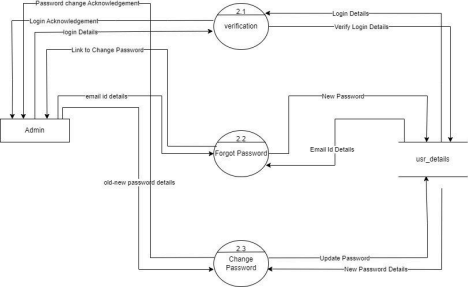 Password change Acknowledgement
2.1
Login Details
Login Acknowledgement
verification
Verify Login Details
login Details
Link to Change Password
email id details
New Password
Admin
2.2
Forgot Password
Email Id Details
usr_details
old-new password details
2.3
Change
Password
Update Password
New Password Details